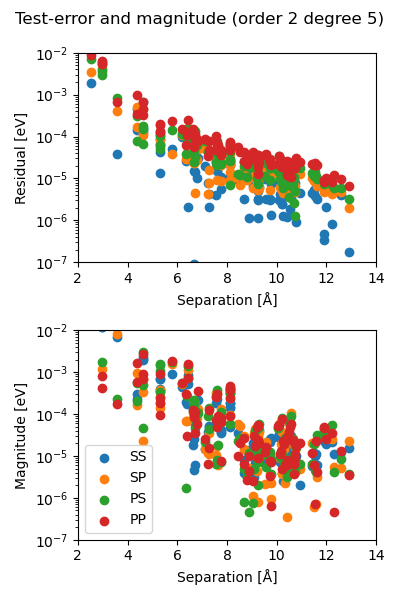 Test-error and magnitude (order 2 degree 5)
10⁻²
10⁻³
10⁻⁴
10⁻⁵
10⁻⁶
10⁻⁷
Residual [eV]
2 4 6 8 10 12 14
Separation [Å]
10⁻²
10⁻³
10⁻⁴
10⁻⁵
10⁻⁶
10⁻⁷
Magnitude [eV]
SS
SP
PS
PP
2 4 6 8 10 12 14
Separation [Å]